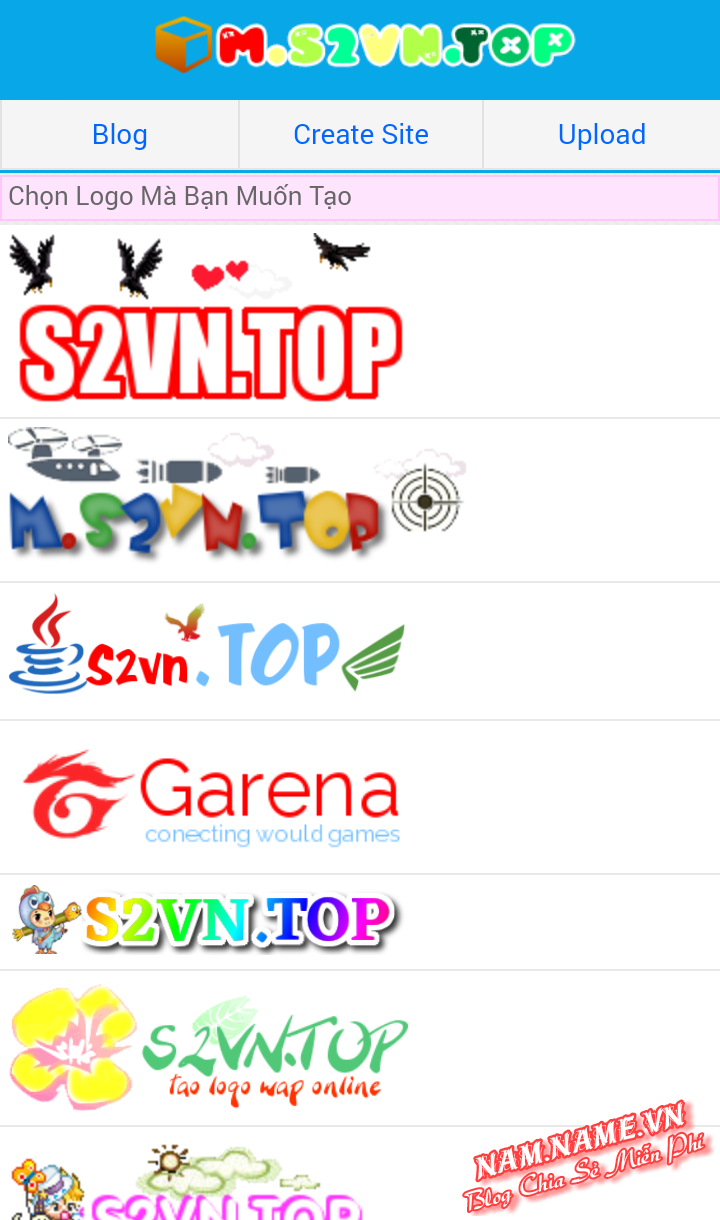 M.S2VN.TOP
Blog
Create Site
Upload
Chọn Logo Mà Bạn Muốn Tạo
S2VN.TOP
M.S2VN.TOP
S2vn.TOP
Garena
conecting would games
S2VN.TOP
S2VN.TOP
tao logo wap online
S2VN.TOP
NAM.NAME.VN
Blog Chia Sẻ Miễn Phí